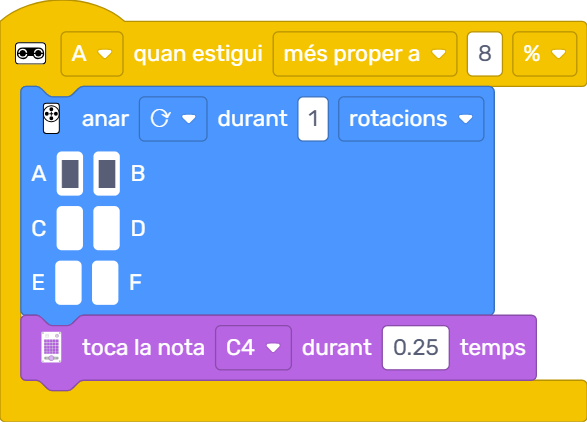 A quan estigui més proper a 8 %
anar durant 1 rotacions
A B
C D
E F
toca la nota C4 durant 0.25 temps